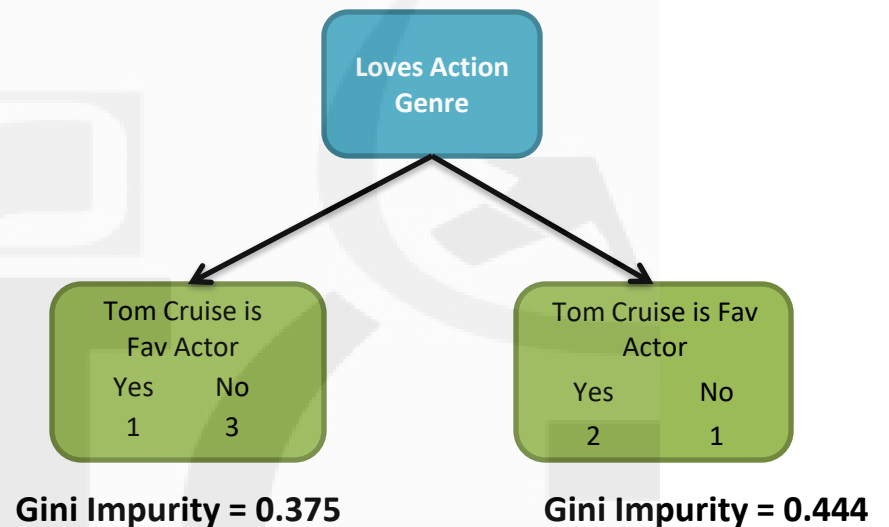 Loves Action
Genre
Tom Cruise is
Fav Actor
Yes No
1 3
Tom Cruise is Fav
Actor
Yes No
2 1
Gini Impurity = 0.375
Gini Impurity = 0.444